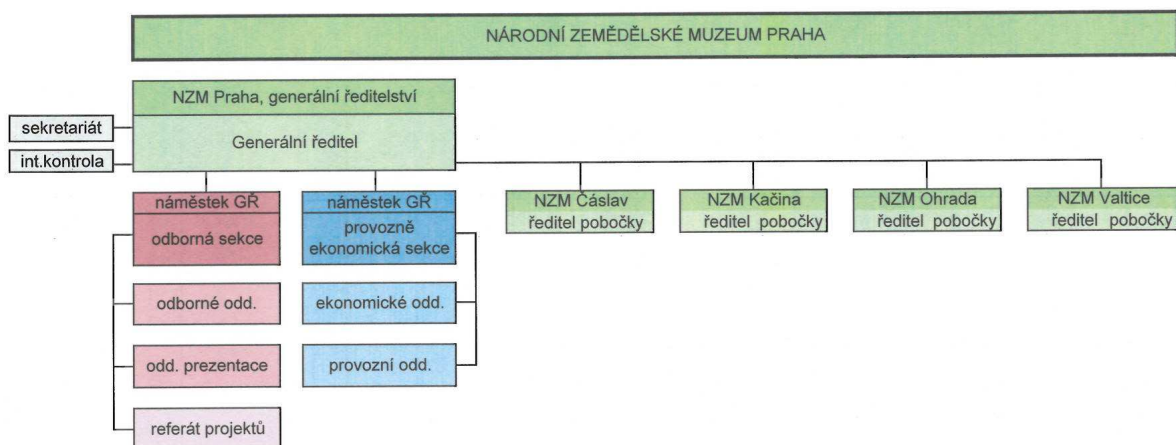 NÁRODNÍ ZEMĚDĚLSKÉ MUZEUM PRAHA
NZM Praha, generální ředitelství
Generální ředitel
sekretariát
int.kontrola
náměstek GŘ
odborná sekce
náměstek GŘ
provozně
ekonomická sekce
NZM Čáslav
ředitel pobočky
NZM Kačina
ředitel pobočky
NZM Ohrada
ředitel pobočky
NZM Valtice
ředitel pobočky
odborné odd.
ekonomické odd.
odd. prezentace
provozní odd.
referát projektů